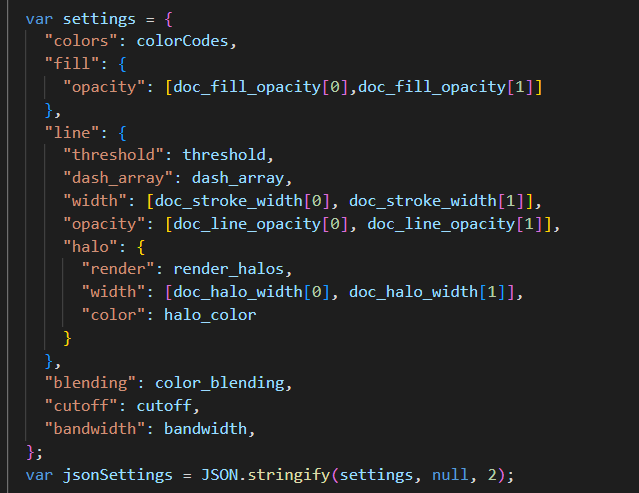 var settings = {
  "colors": colorCodes,
  "fill": {
    "opacity": [doc_fill_opacity[0],doc_fill_opacity[1]]
  },
  "line": {
    "threshold": threshold,
    "dash_array": dash_array,
    "width": [doc_stroke_width[0], doc_stroke_width[1]],
    "opacity": [doc_line_opacity[0], doc_line_opacity[1]],
    "halo": {
      "render": render_halos,
      "width": [doc_halo_width[0], doc_halo_width[1]],
      "color": halo_color
    }
  },
  "blending": color_blending,
  "cutoff": cutoff,
  "bandwidth": bandwidth,
};
var jsonSettings = JSON.stringify(settings, null, 2);